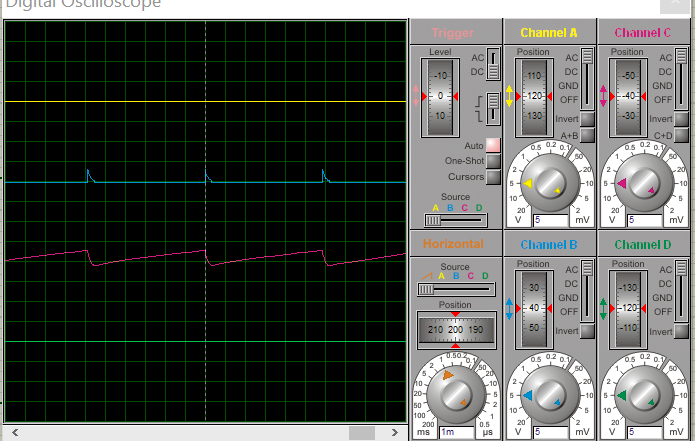 Digital Oscilloscope
Trigger
Level
-10
0
10
AC
DC
Auto
One-Shot
Cursors
Source
A B C D
Channel A
Position
110
-120
130
AC
DC
GND
OFF
Invert
A+B
5
2
1
0.5
0.2
0.1
50
20
10
5
2
10
20
V
mV
5
Channel C
Position
-50
-40
-30
AC
DC
GND
OFF
Invert
C+D
5
2
1
0.5
0.2
0.1
50
20
10
5
2
10
20
V
mV
5
Horizontal
Source
A B C D
Position
210 200 190
200
100
50
20
10
5
2
1
0.5
0.2
0.1
50
20
10
5
2
1
0.5
ms
µs
1m
Channel B
Position
30
40
50
AC
DC
GND
OFF
Invert
5
2
1
0.5
0.2
0.1
50
20
10
5
2
10
20
V
mV
5
Channel D
Position
-130
-120
-110
AC
DC
GND
OFF
Invert
5
2
1
0.5
0.2
0.1
50
20
10
5
2
10
20
V
mV
5